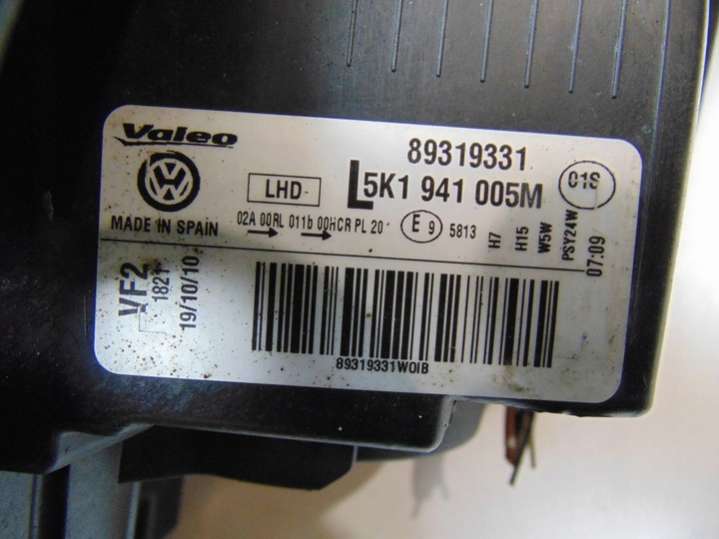 Valeo
89319331
LHD
L 5K1 941 005M
01S
MADE IN SPAIN
02A 00RL 011b 00HCR PL 20
E 9 5813
H7
H15
W5W
PSY24W
07:09
VF2
1821
19/10/10
89319331W0IB